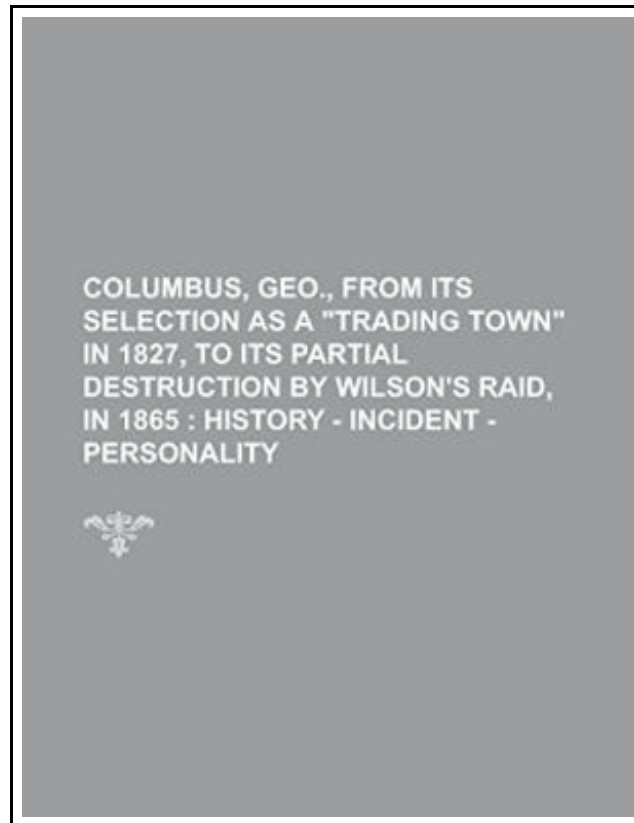 COLUMBUS, GEO., FROM ITS
SELECTION AS A "TRADING TOWN"
IN 1827, TO ITS PARTIAL
DESTRUCTION BY WILSON'S RAID,
IN 1865 : HISTORY - INCIDENT -
PERSONALITY